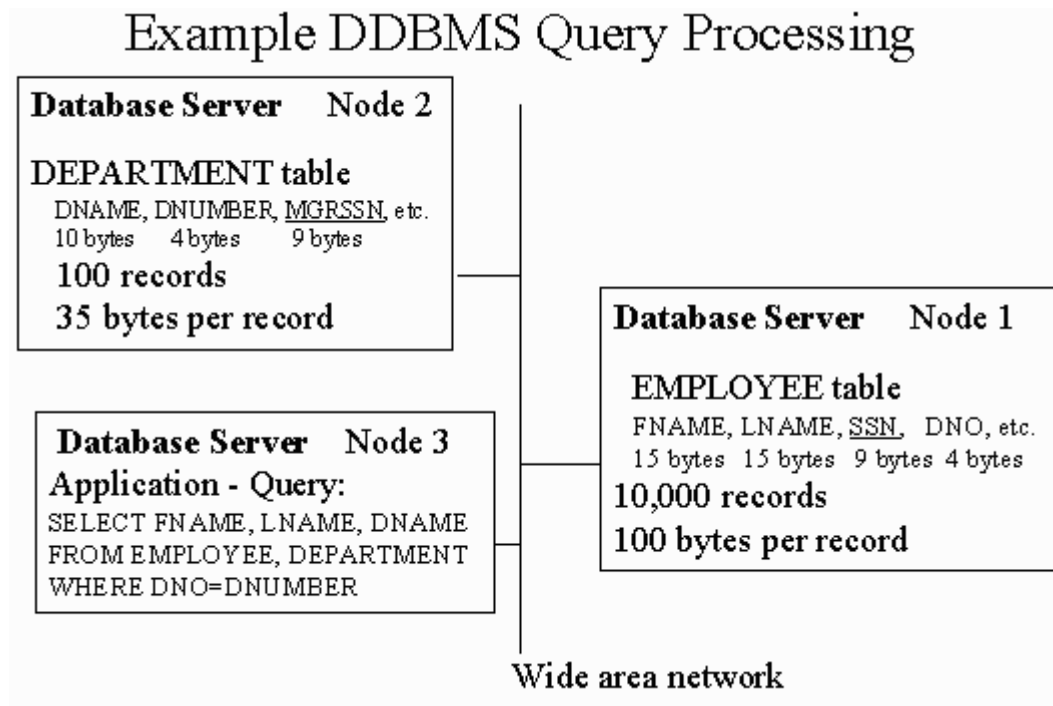 Example DDBMS Query Processing
Database Server Node 2
DEPARTMENT table
DNAME, DNUMBER, MGRSSN, etc.
10 bytes 4 bytes 9 bytes
100 records
35 bytes per record
Database Server Node 1
EMPLOYEE table
FNAME, LNAME, SSN, DNO, etc.
15 bytes 15 bytes 9 bytes 4 bytes
10,000 records
100 bytes per record
Database Server Node 3
Application - Query:
SELECT FNAME, LNAME, DNAME
FROM EMPLOYEE, DEPARTMENT
WHERE DNO=DNUMBER
Wide area network